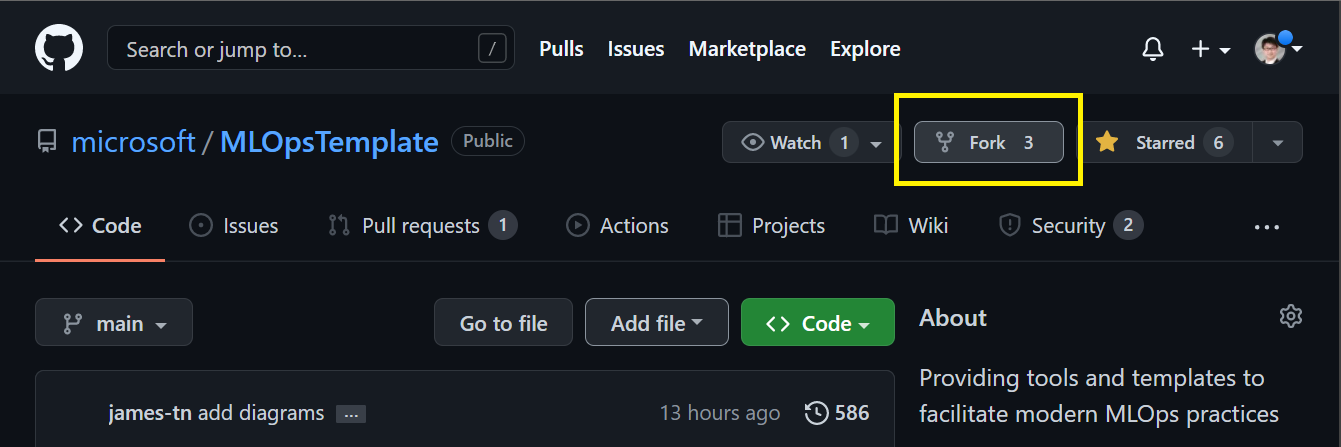 Search or jump to... / Pulls Issues Marketplace Explore
microsoft / MLOpsTemplate Public Watch 1 Fork 3 Starred 6
Code Issues Pull requests 1 Actions Projects Wiki Security 2 ...
main Go to file Add file Code About
Providing tools and templates to
facilitate modern MLOps practices
james-tn add diagrams ... 13 hours ago 586